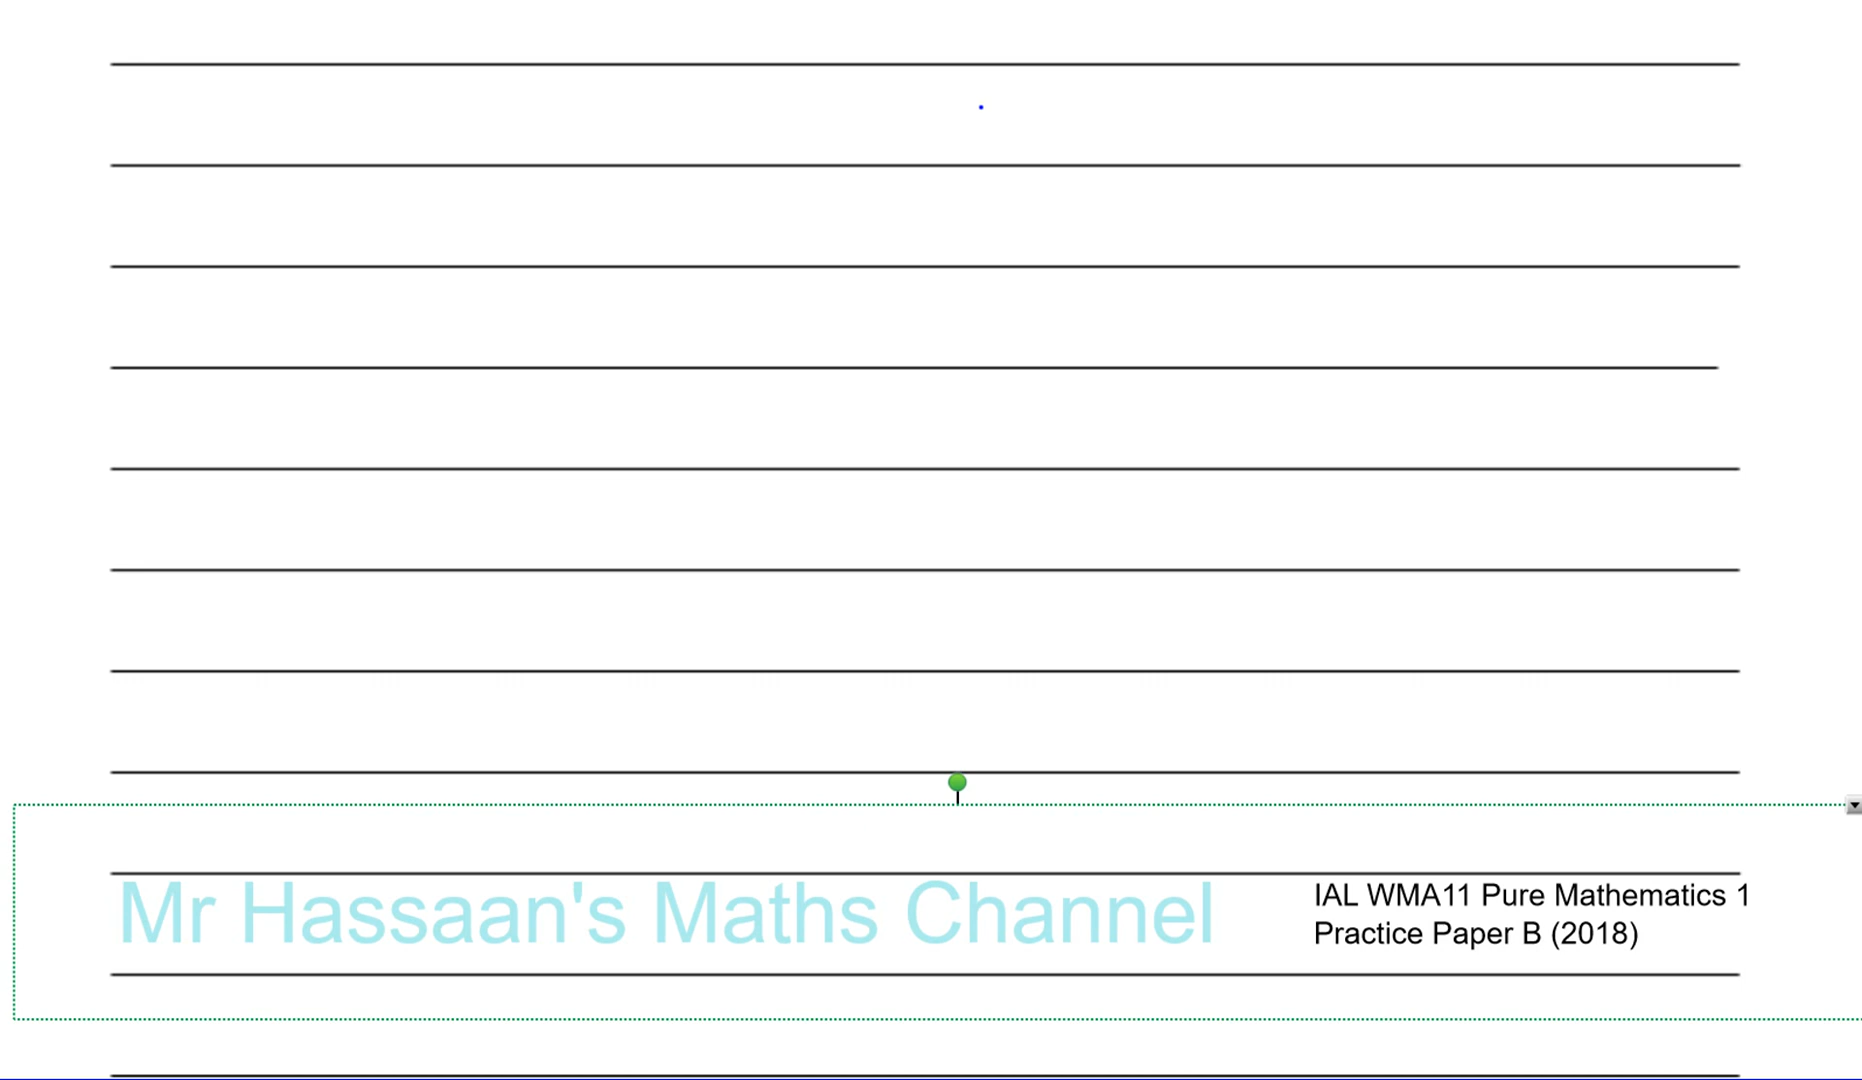 Mr Hassaan's Maths Channel
IAL WMA11 Pure Mathematics 1
Practice Paper B (2018)